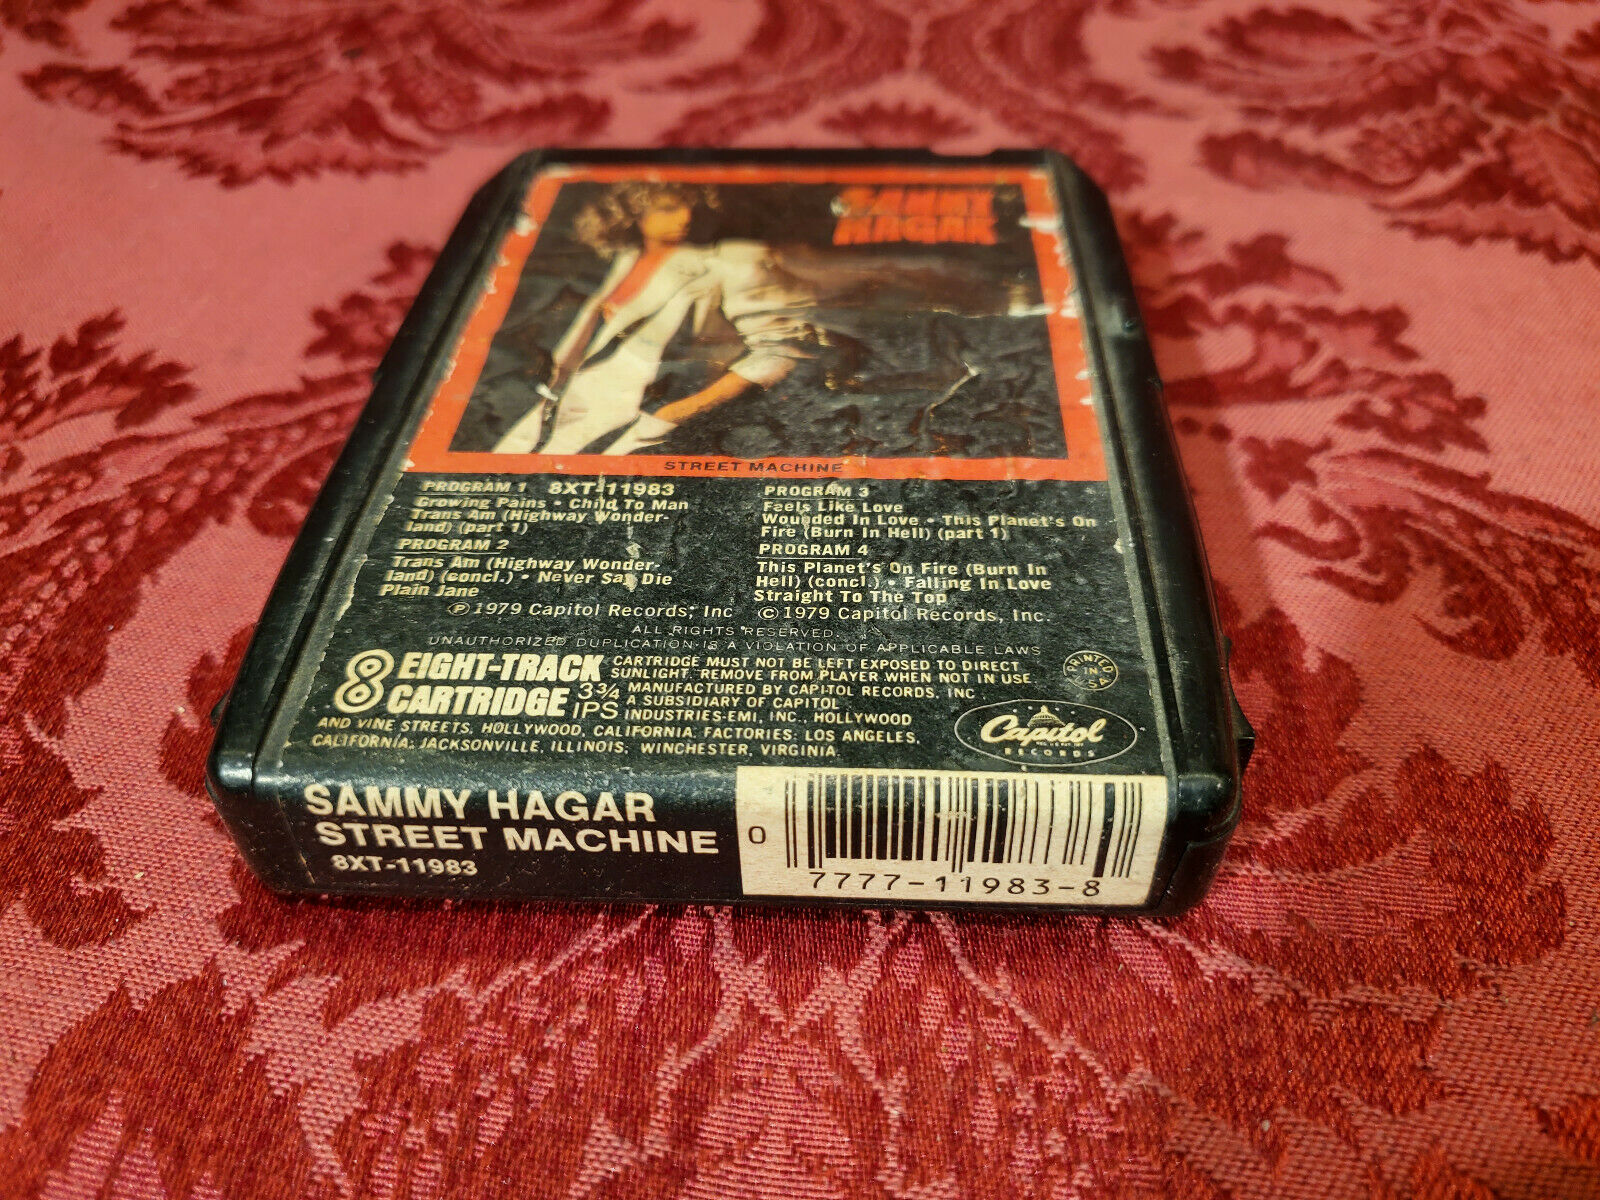 SAMMY
HAGAR
STREET MACHINE
PROGRAM 1 8XT-11983
Growing Pains • Child To Man
Trans Am (Highway Wonder-
land) (part 1)
PROGRAM 2
Trans Am (Highway Wonder-
land) (concl.) • Never Say Die
Plain Jane
PROGRAM 3
Feels Like Love
Wounded In Love • This Planet's On
Fire (Burn In Hell) (part 1)
PROGRAM 4
This Planet's On Fire (Burn In
Hell) (concl.) • Falling In Love
Straight To The Top
Ⓟ 1979 Capitol Records, Inc © 1979 Capitol Records, Inc.
ALL RIGHTS RESERVED.
UNAUTHORIZED DUPLICATION IS A VIOLATION OF APPLICABLE LAWS
8 EIGHT-TRACK
CARTRIDGE 3¾
IPS
CARTRIDGE MUST NOT BE LEFT EXPOSED TO DIRECT
SUNLIGHT. REMOVE FROM PLAYER WHEN NOT IN USE
MANUFACTURED BY CAPITOL RECORDS, INC.
A SUBSIDIARY OF CAPITOL
INDUSTRIES-EMI, INC., HOLLYWOOD
AND VINE STREETS, HOLLYWOOD, CALIFORNIA. FACTORIES: LOS ANGELES,
CALIFORNIA; JACKSONVILLE, ILLINOIS, WINCHESTER, VIRGINIA.
PRINTED
IN
Capitol
RECORDS
SAMMY HAGAR
STREET MACHINE
8XT-11983
0
7777-11983-8